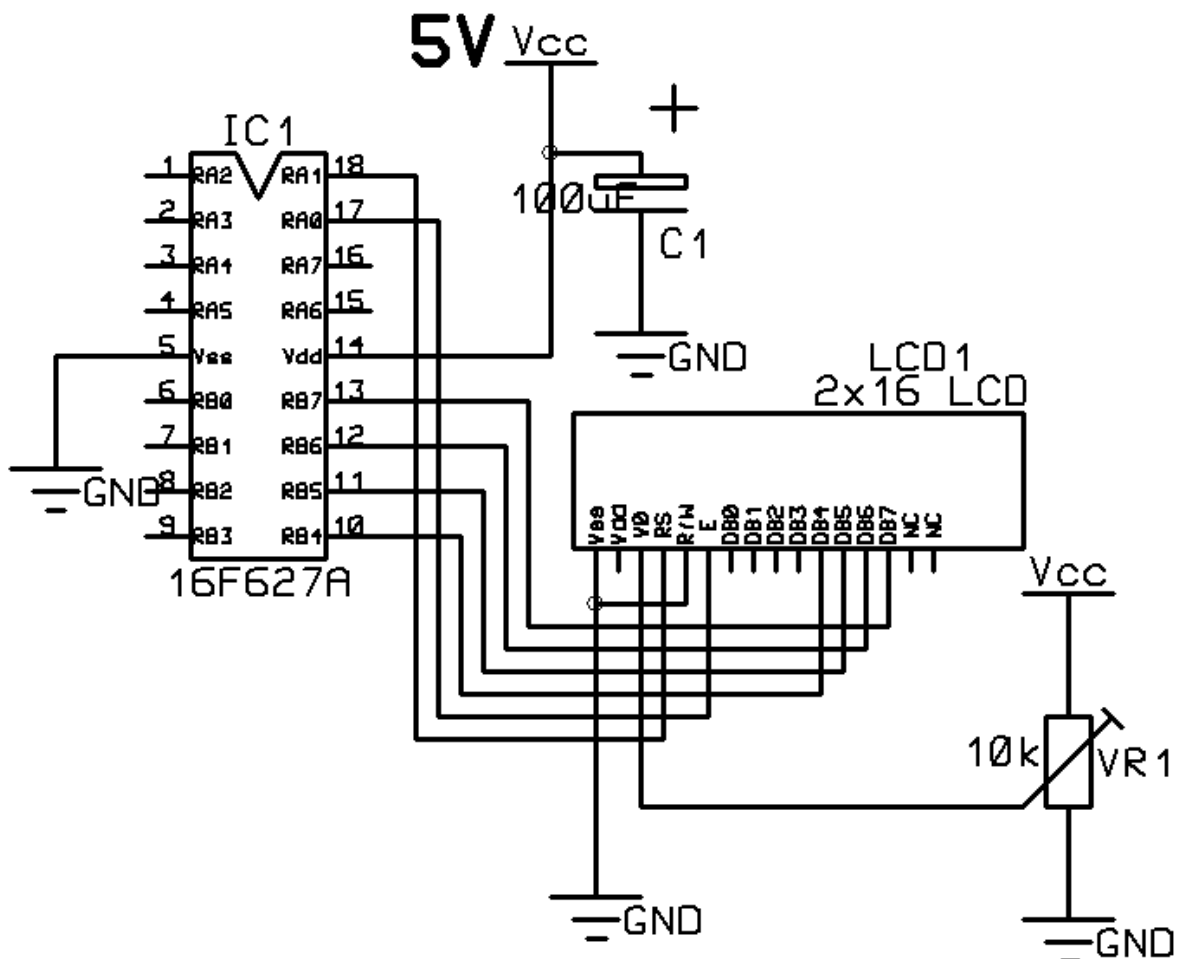 5V Vcc
+
IC1
1 RA2 RA1 18
2 RA3 RA0 17
3 RA4 RA7 16
4 RA5 RA6 15
5 Vss Vdd 14
6 RB0 RB7 13
7 RB1 RB6 12
8 RB2 RB5 11
9 RB3 RB4 10
16F627A
GND
100uF
C1
GND
LCD1
2x16 LCD
Vss Vdd V0 RS R/W E DB0 DB1 DB2 DB3 DB4 DB5 DB6 DB7 NC NC
Vcc
10k VR1
GND
GND